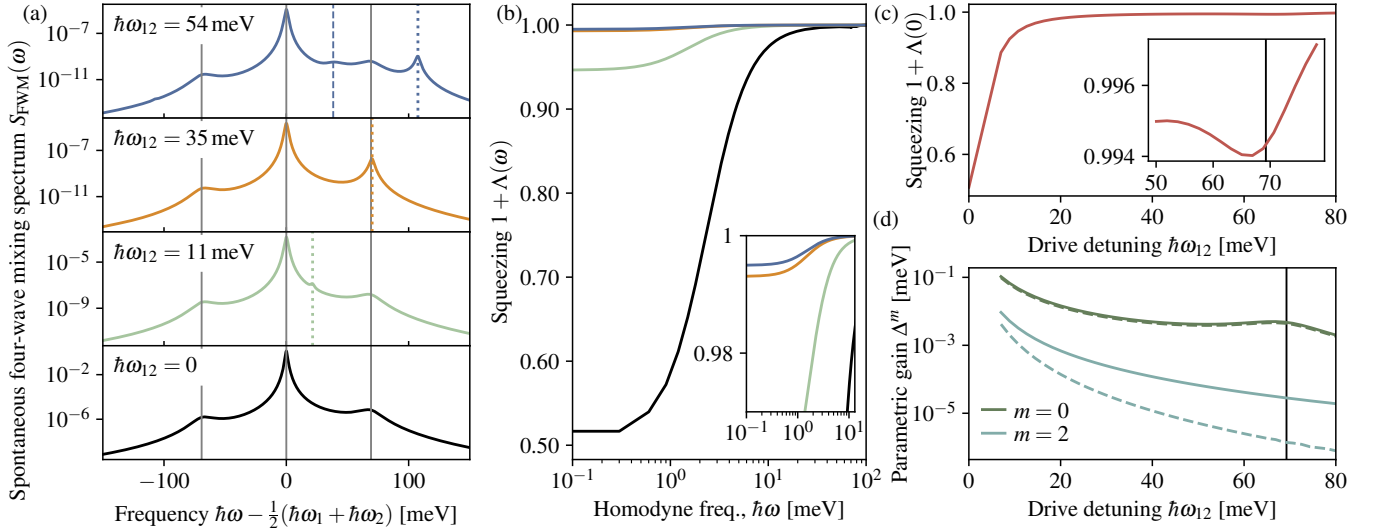 (a)
Spontaneous four-wave mixing spectrum S_FWM(ω)
ħω₁₂ = 54 meV
10⁻⁷
10⁻¹¹
ħω₁₂ = 35 meV
10⁻⁷
10⁻¹¹
ħω₁₂ = 11 meV
10⁻⁵
10⁻⁹
ħω₁₂ = 0
10⁻²
10⁻⁶
−100 0 100
Frequency ħω − ½(ħω₁ + ħω₂) [meV]
(b)
Squeezing 1 + Λ(ω)
1.00
0.90
0.80
0.70
0.60
0.50
10⁻¹ 10⁰ 10¹ 10²
Homodyne freq., ħω [meV]
1
0.98
10⁻¹ 10⁰ 10¹
(c)
Squeezing 1 + Λ(0)
1.0
0.8
0.6
0 20 40 60 80
Drive detuning ħω₁₂ [meV]
0.996
0.994
50 60 70
(d)
Parametric gain Δᵐ [meV]
10⁻¹
10⁻³
10⁻⁵
m = 0
m = 2
0 20 40 60 80
Drive detuning ħω₁₂ [meV]